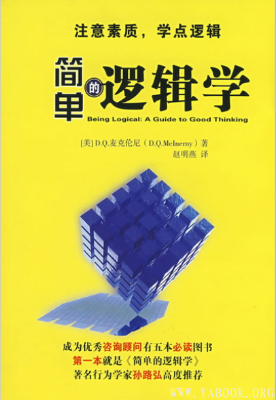 注意素质，学点逻辑
简单的逻辑学
Being Logical: A Guide to Good Thinking
[美] D.Q.麦克伦尼（D.Q.McInerny）著
赵明燕 译
成为优秀咨询顾问有五本必读图书
第一本就是《简单的逻辑学》
著名行为学家孙路弘高度推荐
WWW.YABOOK.ORG